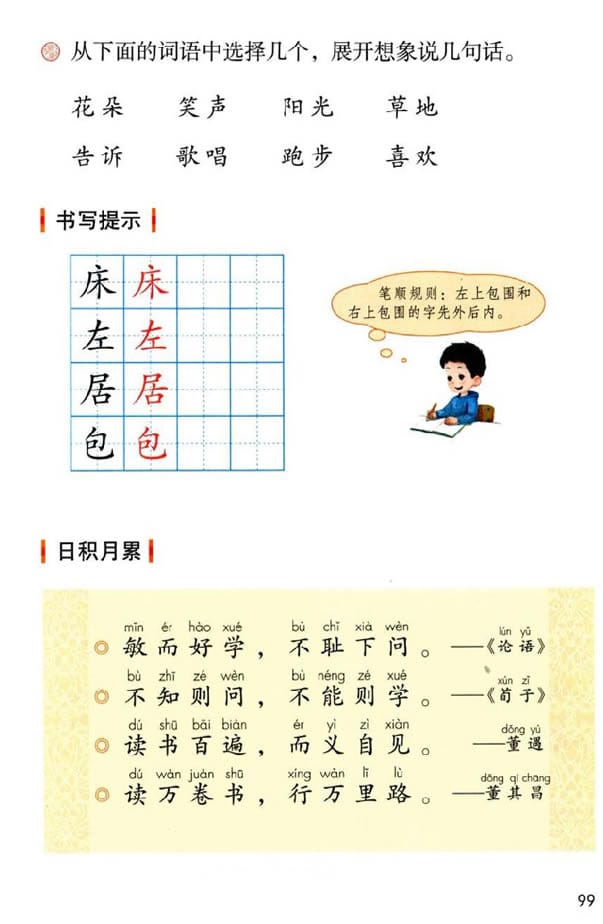 从下面的词语中选择几个，展开想象说几句话。
花朵 笑声 阳光 草地
告诉 歌唱 跑步 喜欢
书写提示
床 床
左 左
居 居
包 包
笔顺规则：左上包围和
右上包围的字先外后内。
日积月累
mǐn ér hào xué bù chǐ xià wèn lún yǔ
敏而好学，不耻下问。——《论语》
bù zhī zé wèn bù néng zé xué xún zǐ
不知则问，不能则学。——《荀子》
dú shū bǎi biàn ér yì zì xiàn dǒng yù
读书百遍，而义自见。——董遇
dú wàn juàn shū xíng wàn lǐ lù dǒng qí chāng
读万卷书，行万里路。——董其昌
99